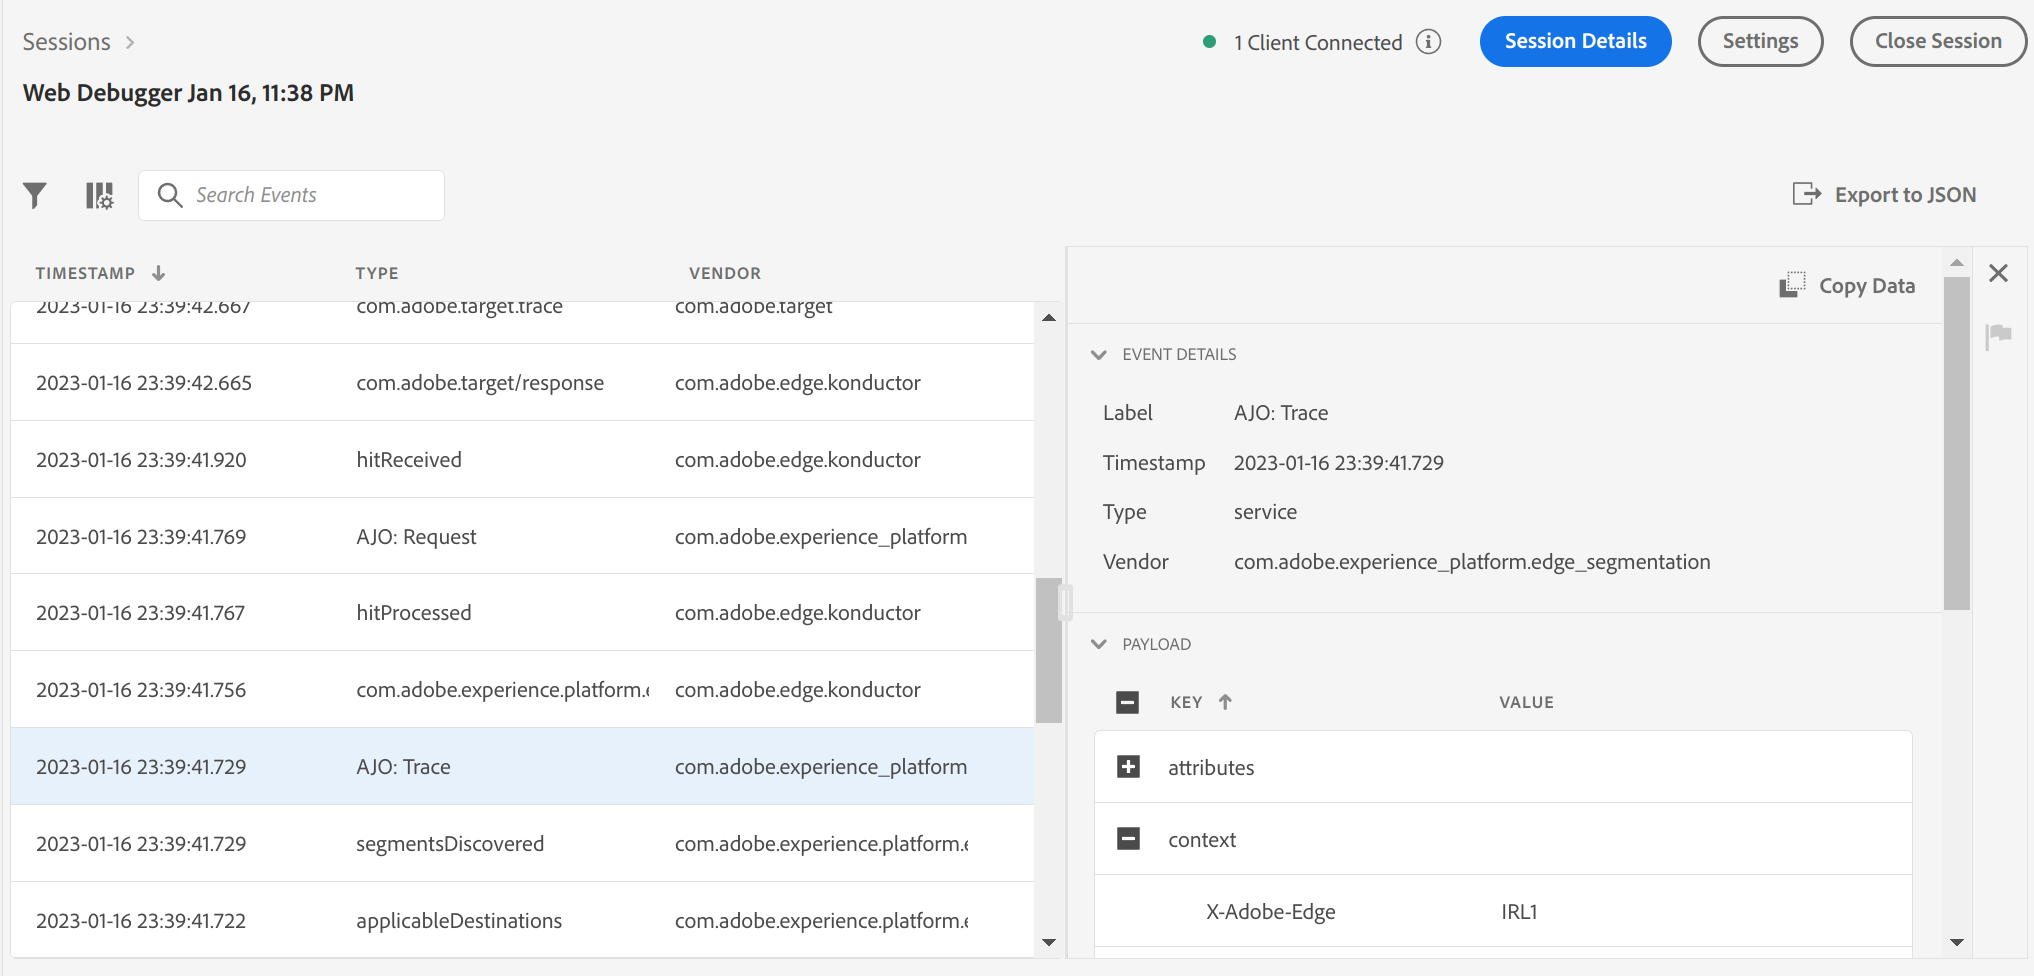 Sessions
1 Client Connected
Session Details
Settings
Close Session
Web Debugger Jan 16, 11:38 PM
Search Events
Export to JSON
TIMESTAMP TYPE VENDOR
2023-01-16 23:39:42.667 com.adobe.target.trace com.adobe.target
2023-01-16 23:39:42.665 com.adobe.target/response com.adobe.edge.konductor
2023-01-16 23:39:41.920 hitReceived com.adobe.edge.konductor
2023-01-16 23:39:41.769 AJO: Request com.adobe.experience_platform
2023-01-16 23:39:41.767 hitProcessed com.adobe.edge.konductor
2023-01-16 23:39:41.756 com.adobe.experience.platform.e com.adobe.edge.konductor
2023-01-16 23:39:41.729 AJO: Trace com.adobe.experience_platform
2023-01-16 23:39:41.729 segmentsDiscovered com.adobe.experience.platform.e
2023-01-16 23:39:41.722 applicableDestinations com.adobe.experience.platform.e
Copy Data
EVENT DETAILS
Label AJO: Trace
Timestamp 2023-01-16 23:39:41.729
Type service
Vendor com.adobe.experience_platform.edge_segmentation
PAYLOAD
KEY VALUE
attributes
context
X-Adobe-Edge IRL1